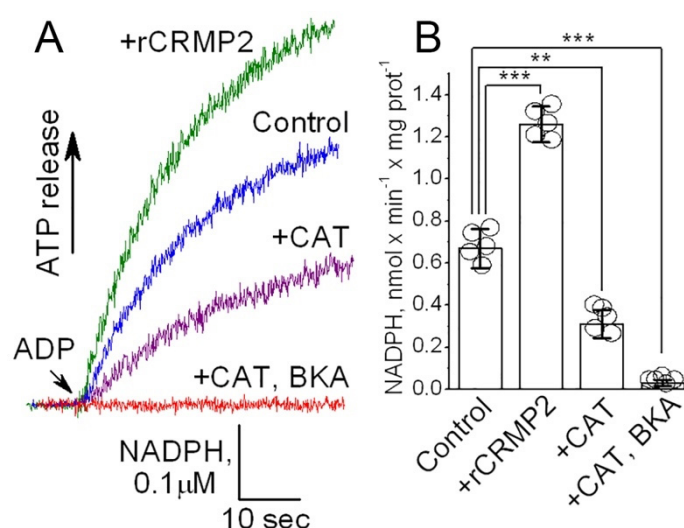 A
+rCRMP2
Control
+CAT
+CAT, BKA
ATP release
ADP
NADPH,
0.1μM
10 sec
B
***
**
***
NADPH, nmol x min⁻¹ x mg prot⁻¹
1.4
1.2
1.0
0.8
0.6
0.4
0.2
0.0
Control
+rCRMP2
+CAT
+CAT, BKA